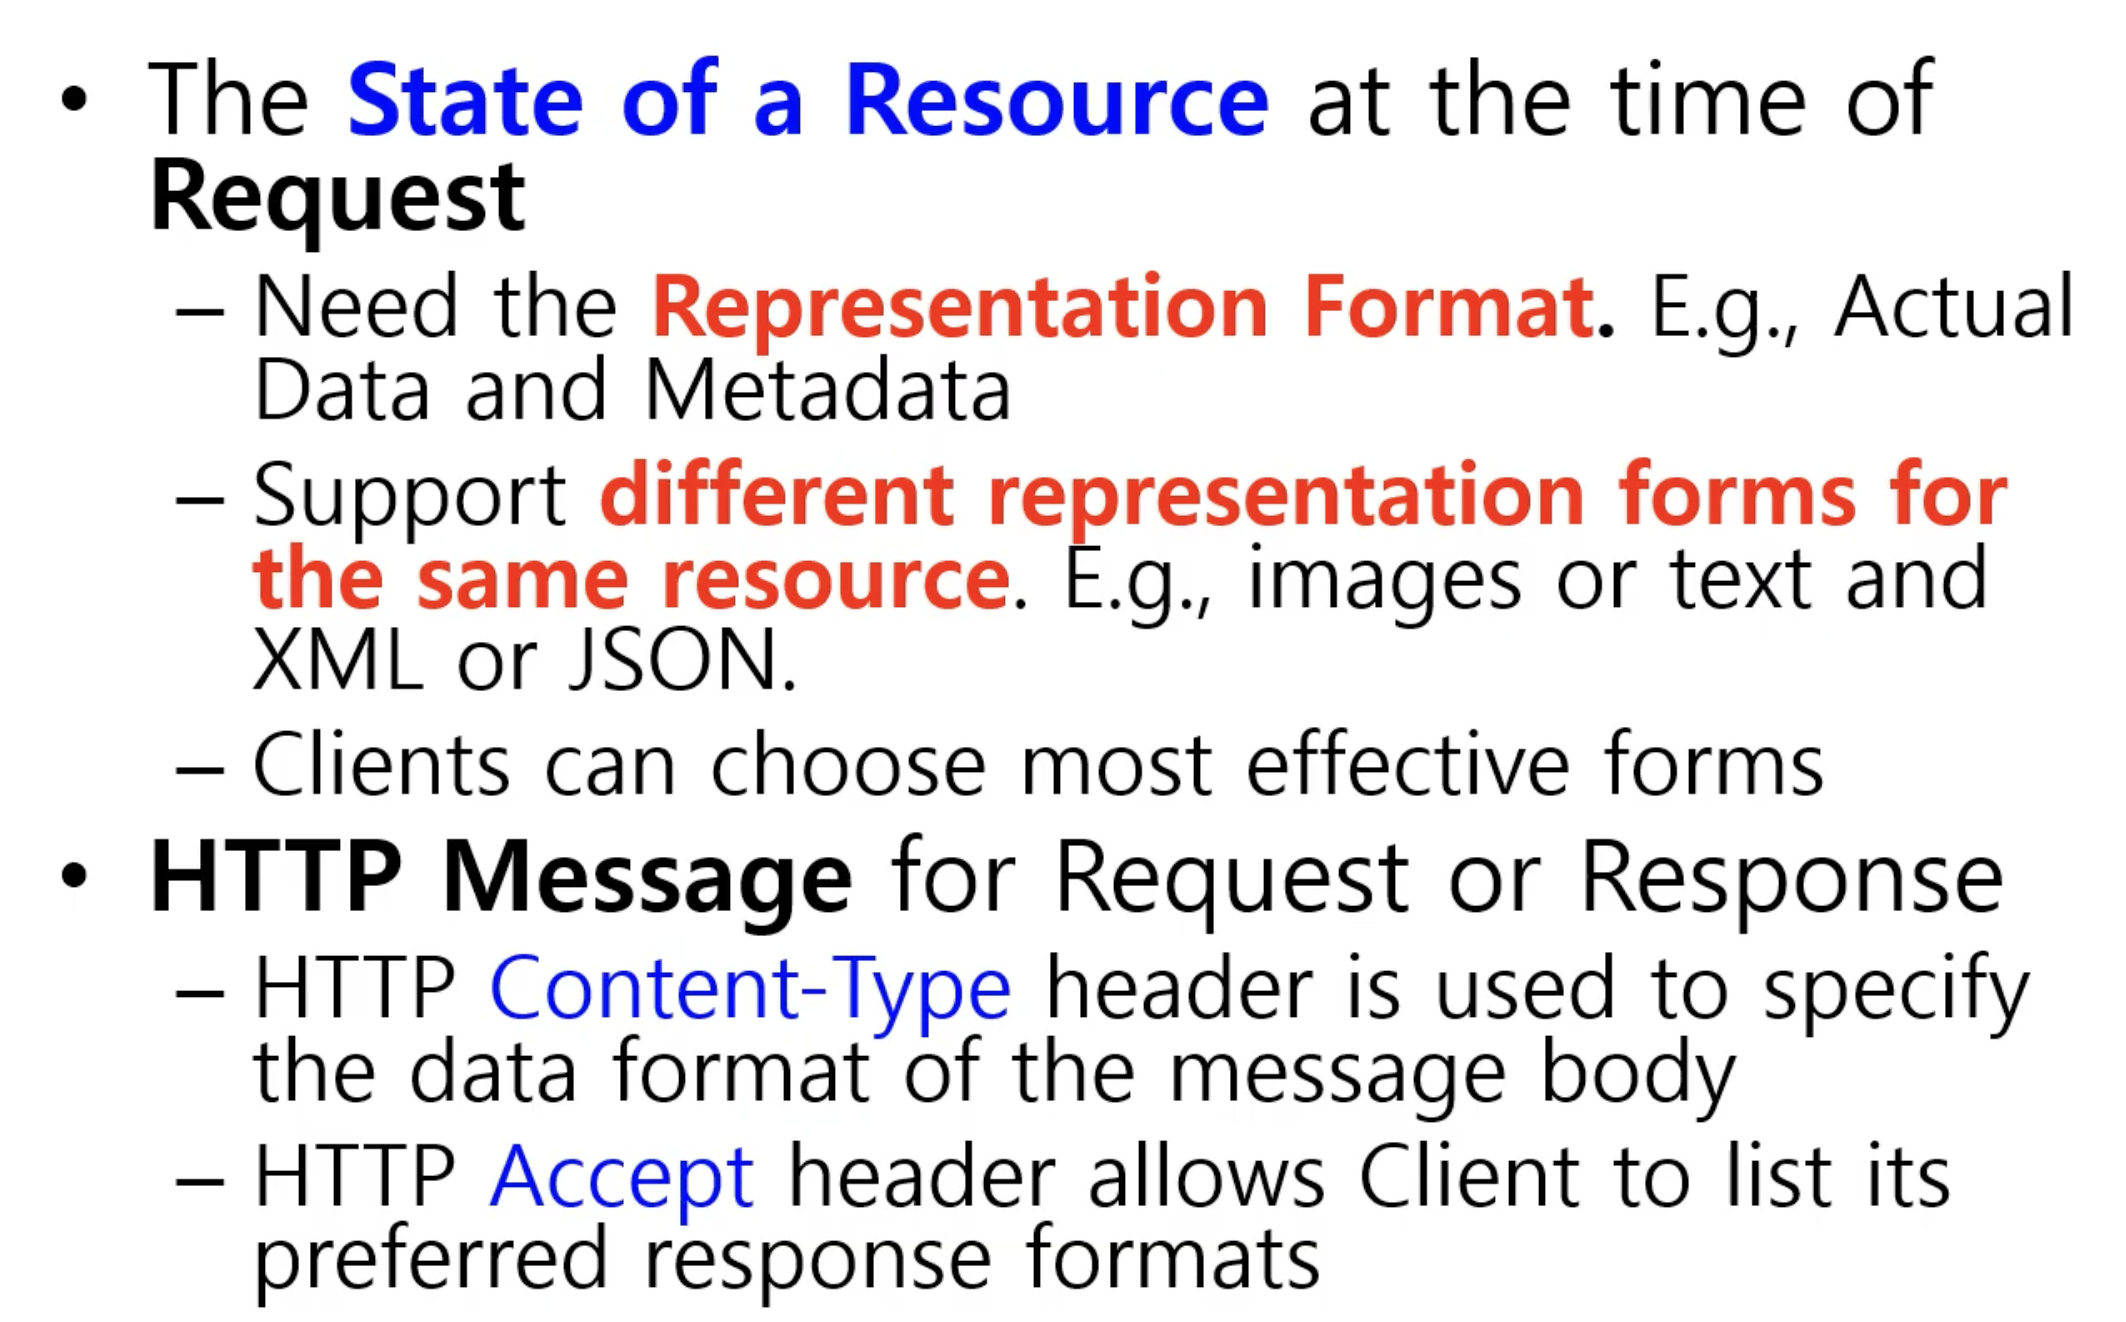 • The State of a Resource at the time of
Request
– Need the Representation Format. E.g., Actual
Data and Metadata
– Support different representation forms for
the same resource. E.g., images or text and
XML or JSON.
– Clients can choose most effective forms
• HTTP Message for Request or Response
– HTTP Content-Type header is used to specify
the data format of the message body
– HTTP Accept header allows Client to list its
preferred response formats